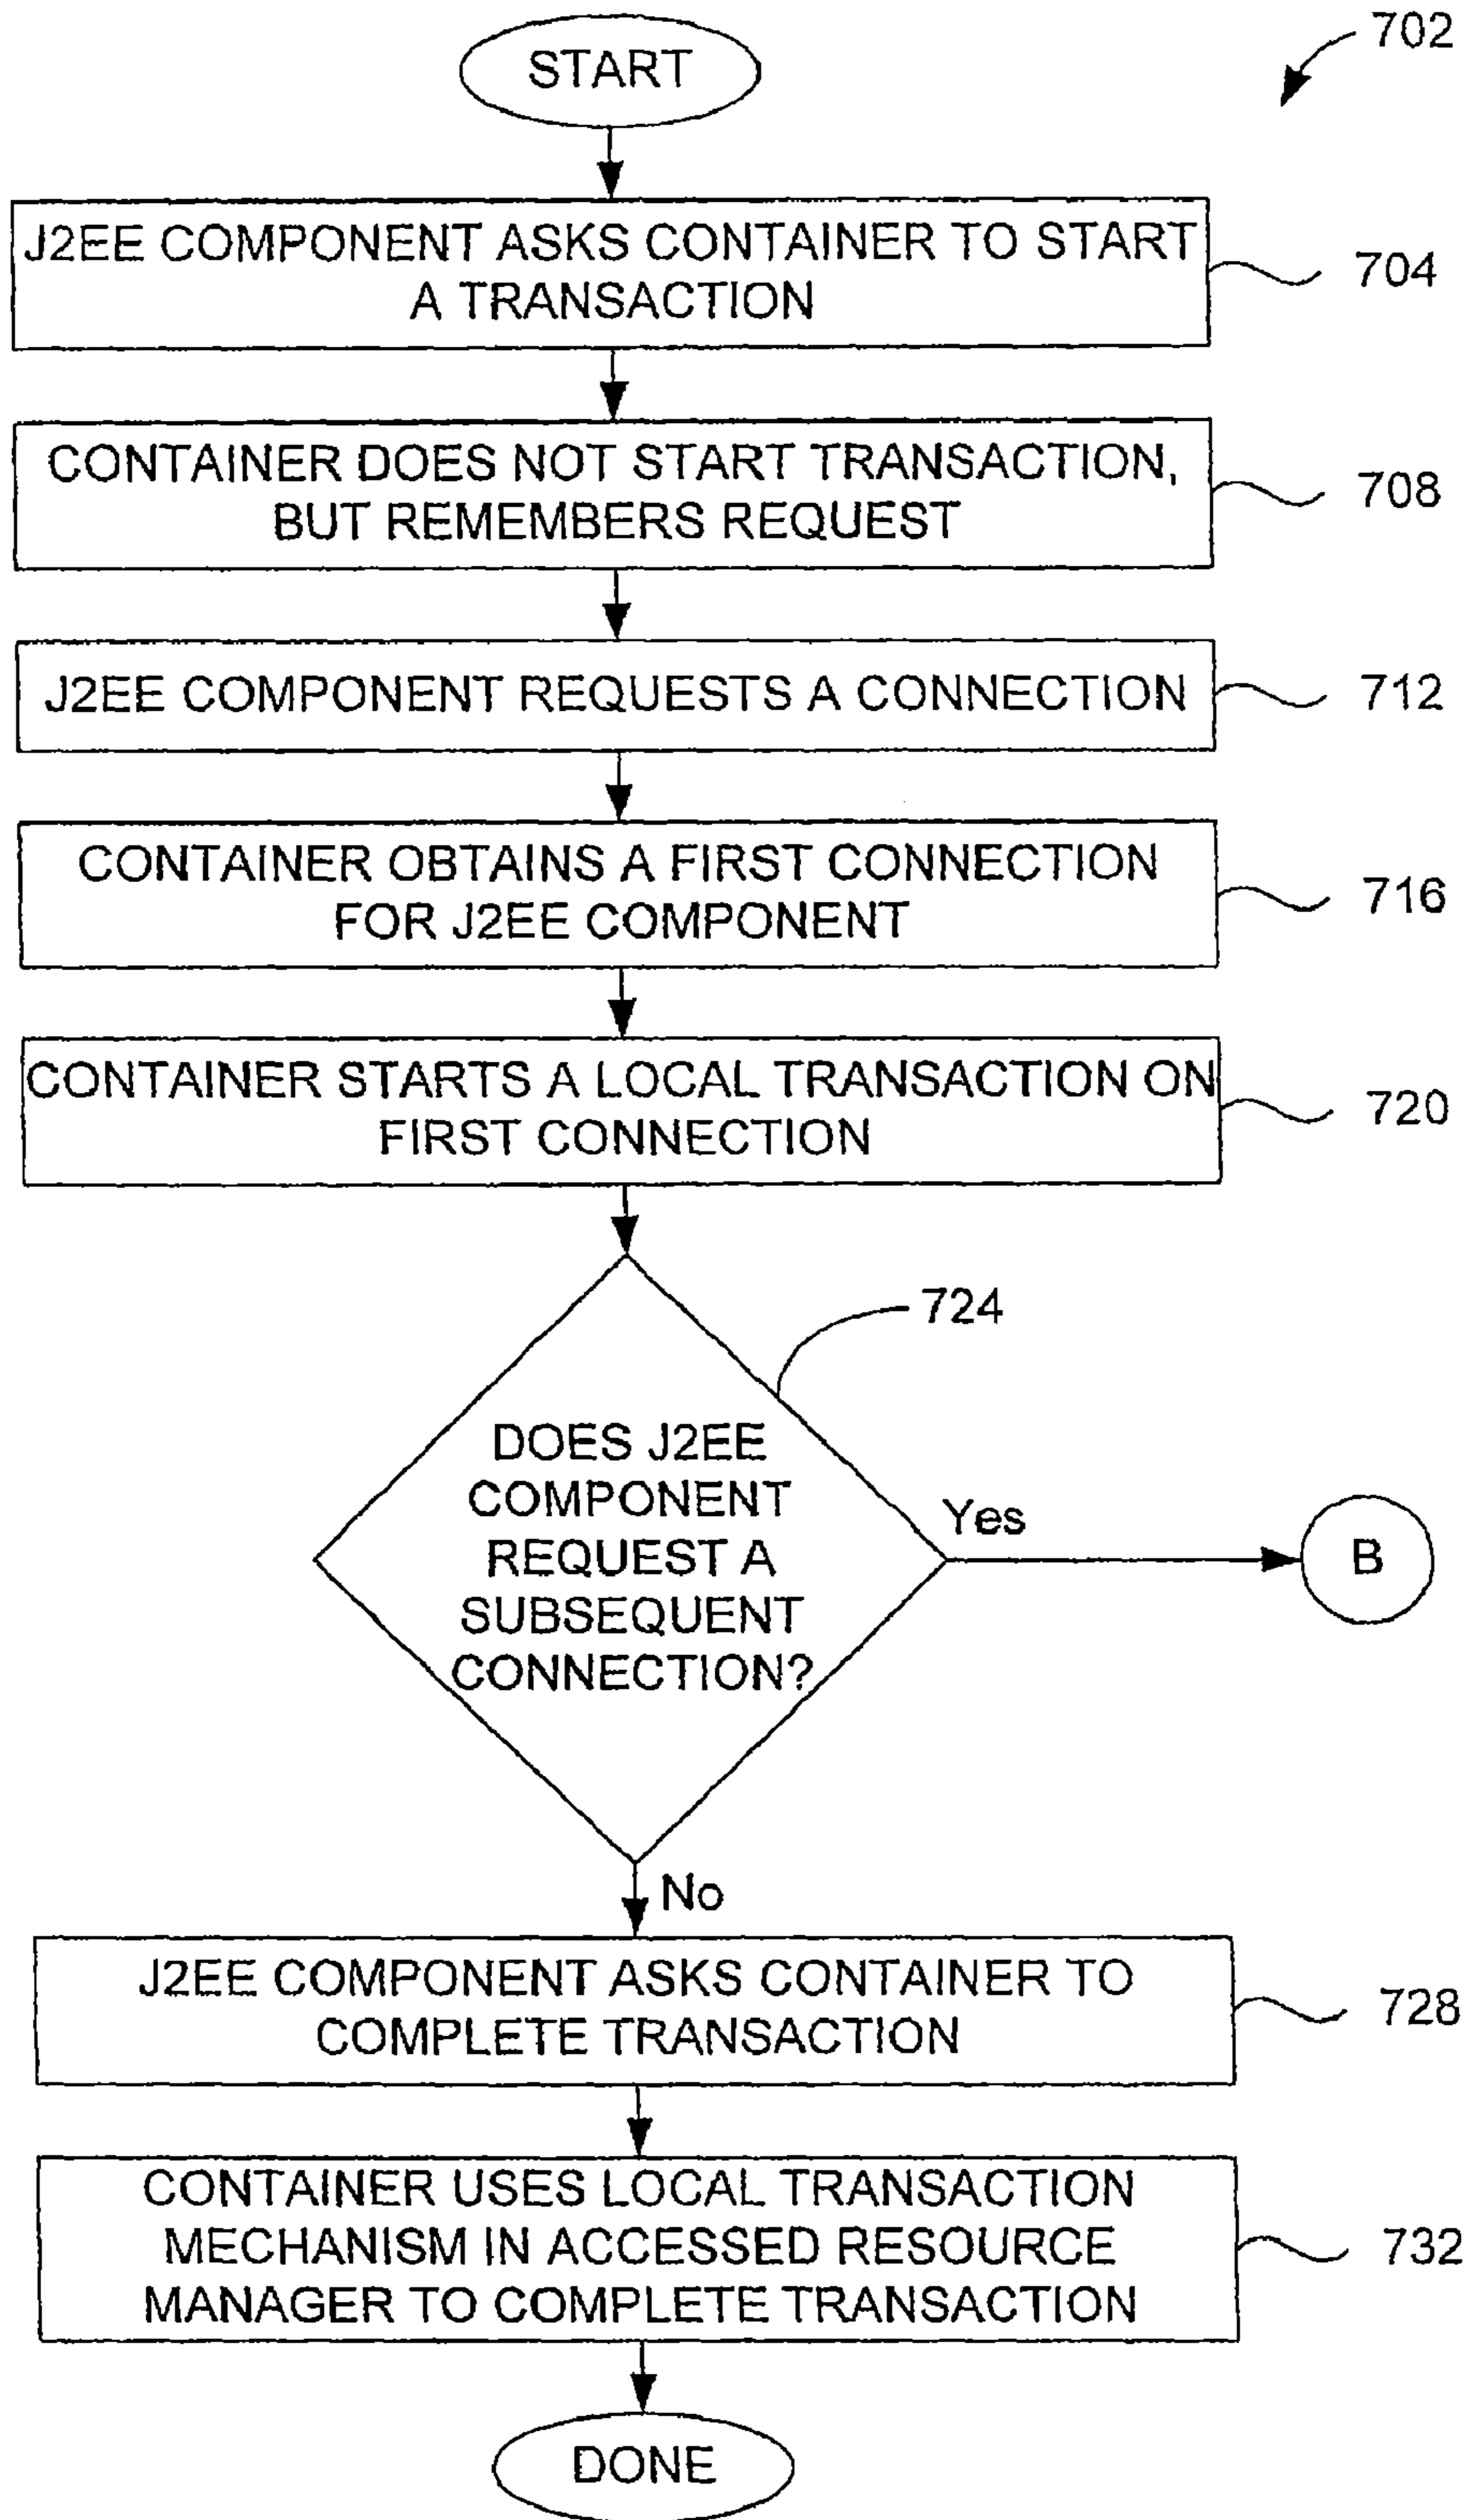 START
702
J2EE COMPONENT ASKS CONTAINER TO START
A TRANSACTION
704
CONTAINER DOES NOT START TRANSACTION,
BUT REMEMBERS REQUEST
708
J2EE COMPONENT REQUESTS A CONNECTION
712
CONTAINER OBTAINS A FIRST CONNECTION
FOR J2EE COMPONENT
716
CONTAINER STARTS A LOCAL TRANSACTION ON
FIRST CONNECTION
720
724
DOES J2EE
COMPONENT
REQUEST A
SUBSEQUENT
CONNECTION?
Yes
B
No
J2EE COMPONENT ASKS CONTAINER TO
COMPLETE TRANSACTION
728
CONTAINER USES LOCAL TRANSACTION
MECHANISM IN ACCESSED RESOURCE
MANAGER TO COMPLETE TRANSACTION
732
DONE